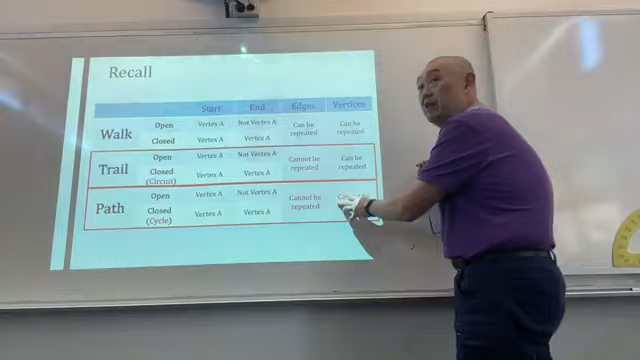 Recall
Start End Edges Vertices
Walk Open Vertex A Not Vertex A Can be repeated Can be repeated
Closed Vertex A Vertex A
Trail Open Vertex A Not Vertex A Cannot be repeated Can be repeated
Closed (Circuit) Vertex A Vertex A
Path Open Vertex A Not Vertex A Cannot be repeated
Closed (Cycle) Vertex A Vertex A